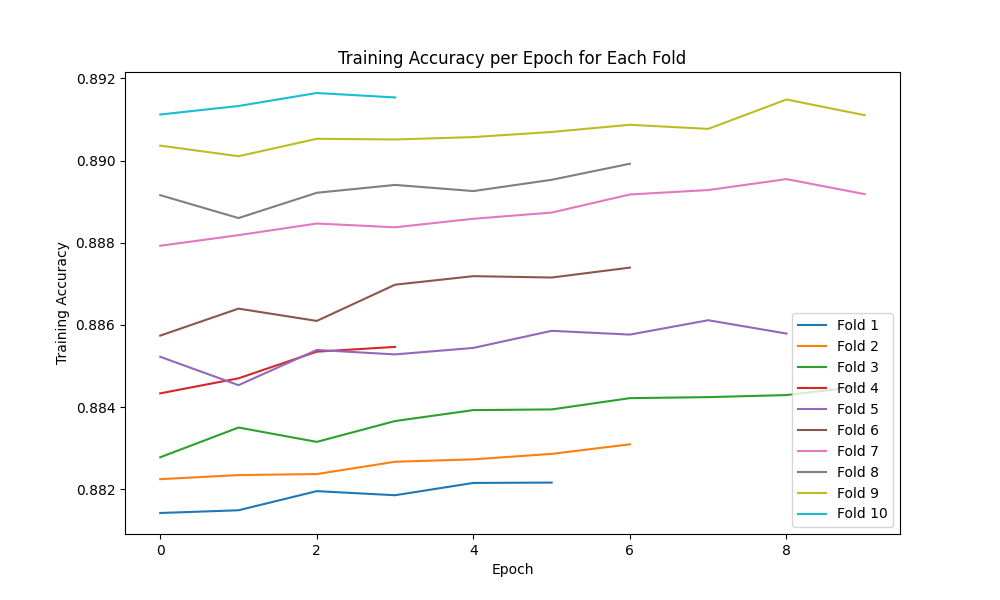 Training Accuracy per Epoch for Each Fold
0.892
0.890
0.888
0.886
0.884
0.882
Training Accuracy
0 2 4 6 8
Epoch
Fold 1
Fold 2
Fold 3
Fold 4
Fold 5
Fold 6
Fold 7
Fold 8
Fold 9
Fold 10